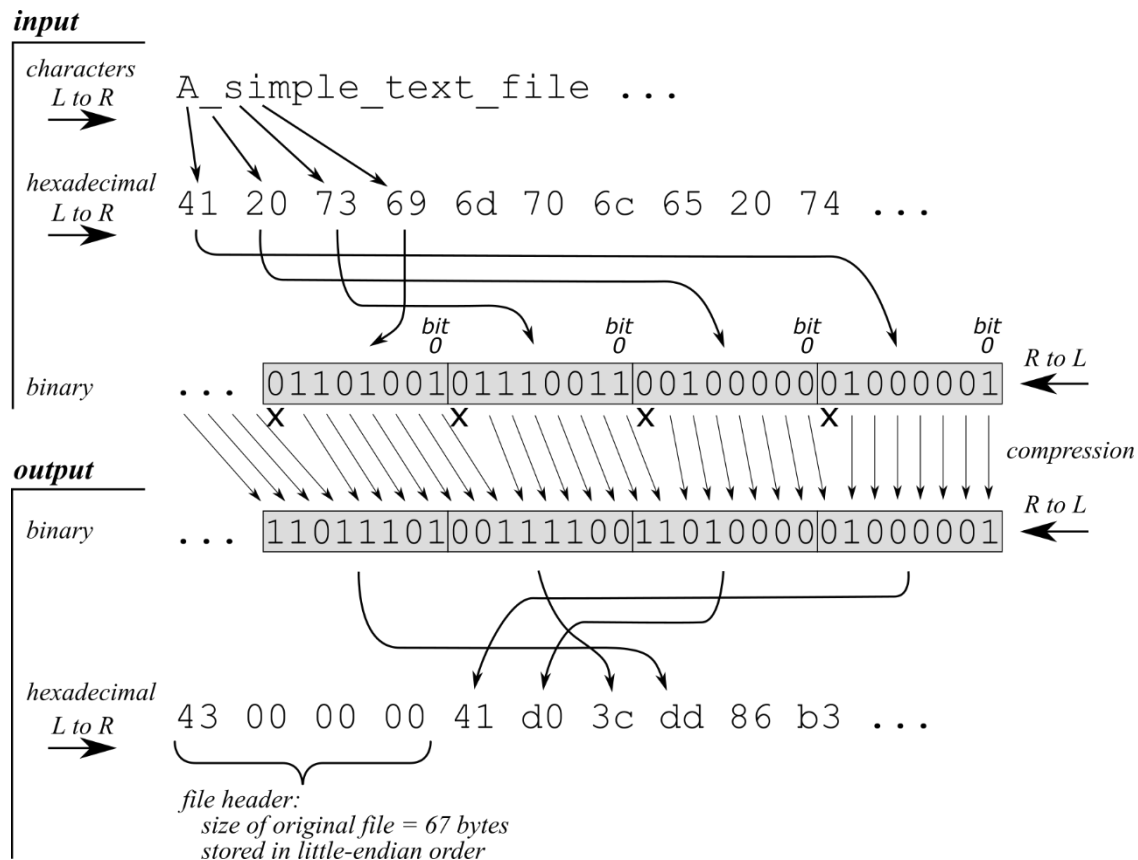 input
characters
L to R
A_simple_text_file ...
hexadecimal
L to R
41 20 73 69 6d 70 6c 65 20 74 ...
bit 0 bit 0 bit 0 bit 0
binary
... 01101001 01110011 00100000 01000001
R to L
X X X X
compression
output
binary
... 11011101 00111100 11010000 01000001
R to L
hexadecimal
L to R
43 00 00 00 41 d0 3c dd 86 b3 ...
file header:
size of original file = 67 bytes
stored in little-endian order